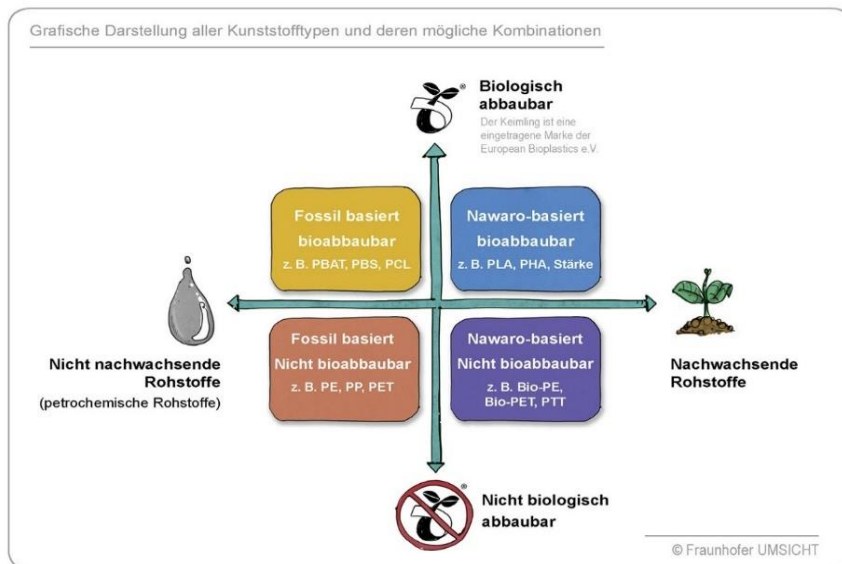 Grafische Darstellung aller Kunststofftypen und deren mögliche Kombinationen
Biologisch
abbaubar
Der Keimling ist eine
eingetragene Marke der
European Bioplastics e.V.
Fossil basiert
bioabbaubar
z. B. PBAT, PBS, PCL
Nawaro-basiert
bioabbaubar
z. B. PLA, PHA, Stärke
Nicht nachwachsende
Rohstoffe
(petrochemische Rohstoffe)
Fossil basiert
Nicht bioabbaubar
z. B. PE, PP, PET
Nawaro-basiert
Nicht bioabbaubar
z. B. Bio-PE,
Bio-PET, PTT
Nachwachsende
Rohstoffe
Nicht biologisch
abbaubar
© Fraunhofer UMSICHT